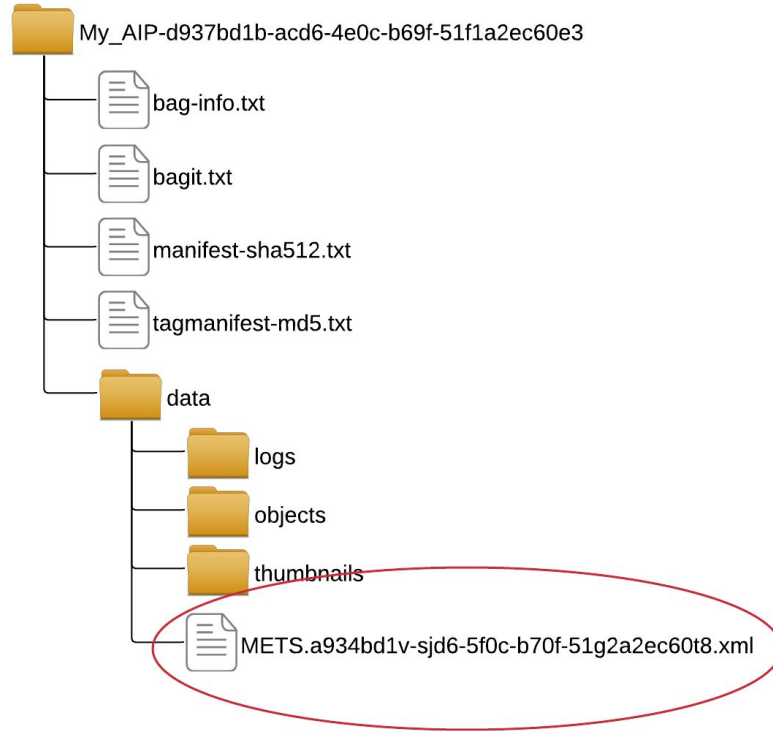 My_AIP-d937bd1b-acd6-4e0c-b69f-51f1a2ec60e3
bag-info.txt
bagit.txt
manifest-sha512.txt
tagmanifest-md5.txt
data
logs
objects
thumbnails
METS.a934bd1v-sjd6-5f0c-b70f-51g2a2ec60t8.xml